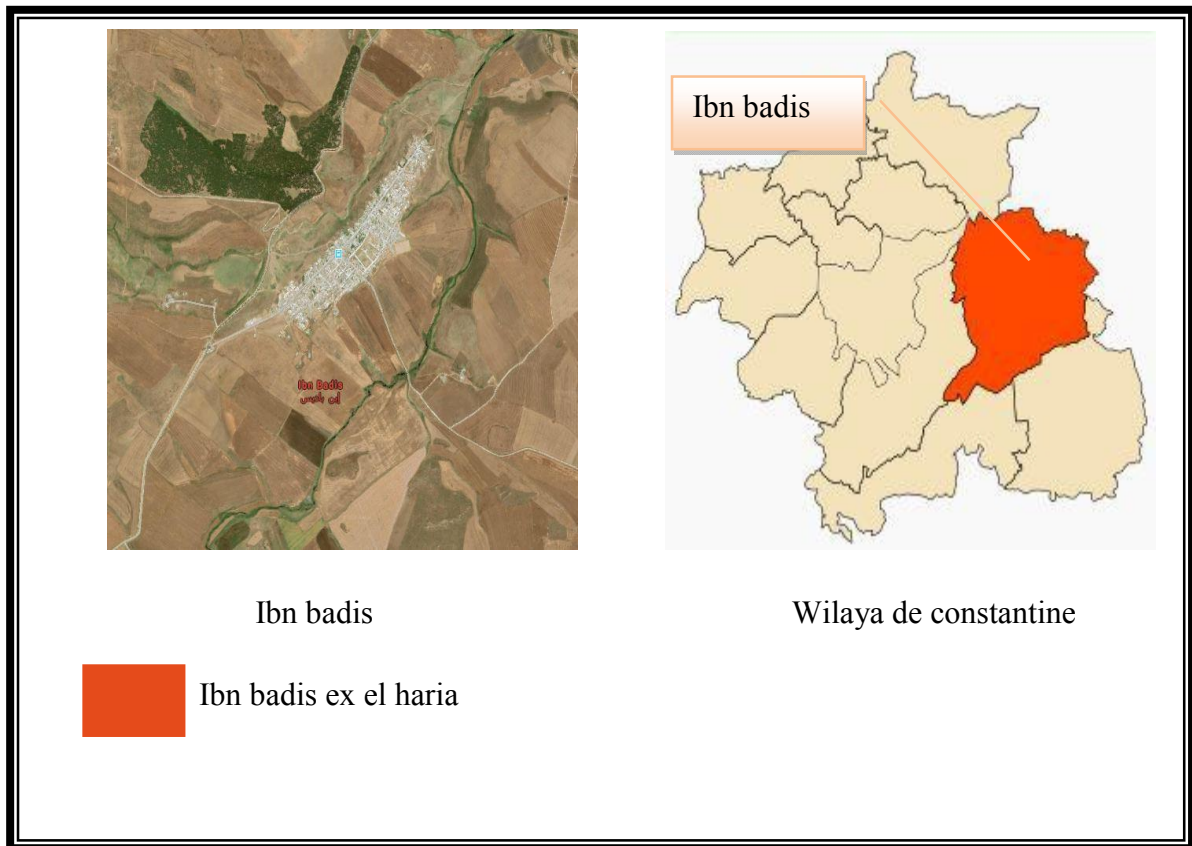 Ibn badis
Ibn Badis
ابن باديس
Ibn badis
Wilaya de constantine
Ibn badis ex el haria